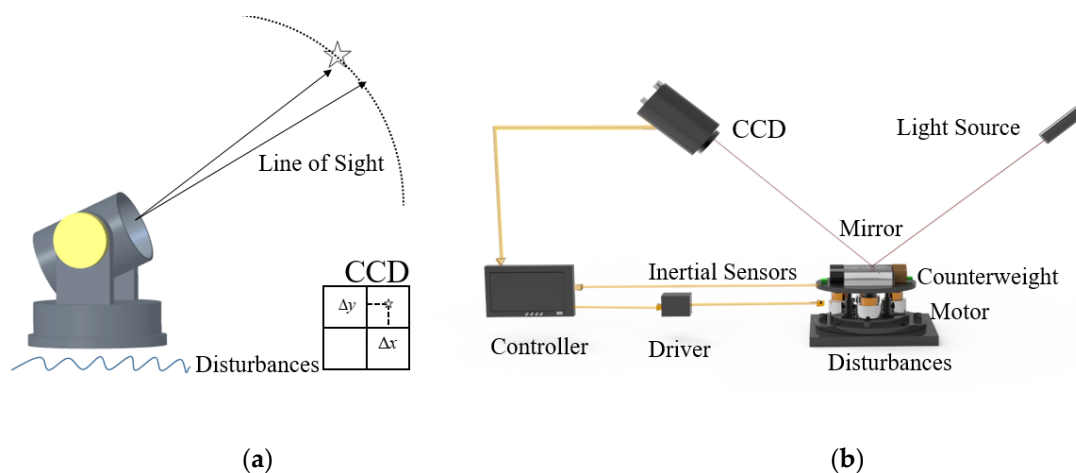 Line of Sight
CCD
Δy
Δx
Disturbances
(a)
CCD
Light Source
Mirror
Inertial Sensors
Counterweight
Motor
Controller
Driver
Disturbances
(b)